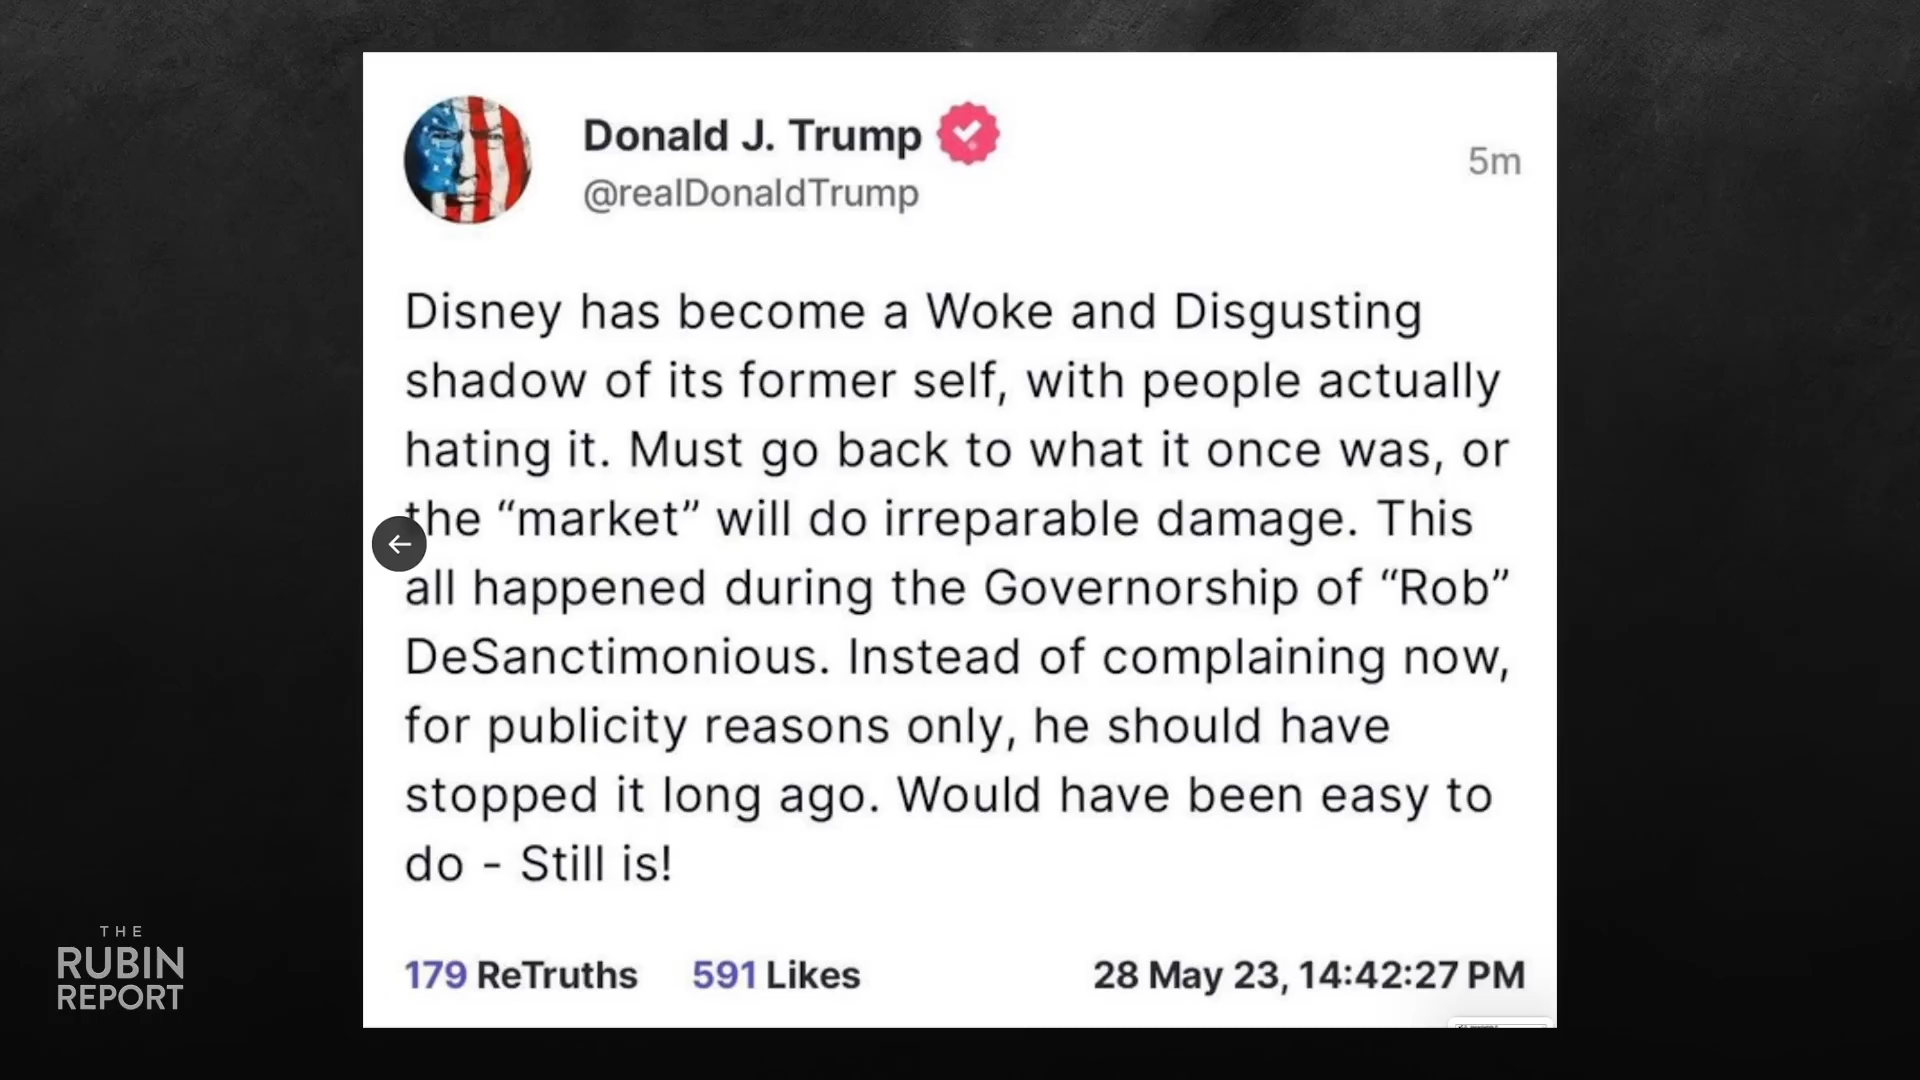 Donald J. Trump
@realDonaldTrump
5m
Disney has become a Woke and Disgusting
shadow of its former self, with people actually
hating it. Must go back to what it once was, or
the “market” will do irreparable damage. This
all happened during the Governorship of “Rob”
DeSanctimonious. Instead of complaining now,
for publicity reasons only, he should have
stopped it long ago. Would have been easy to
do - Still is!
179 ReTruths 591 Likes 28 May 23, 14:42:27 PM
THE
RUBIN
REPORT